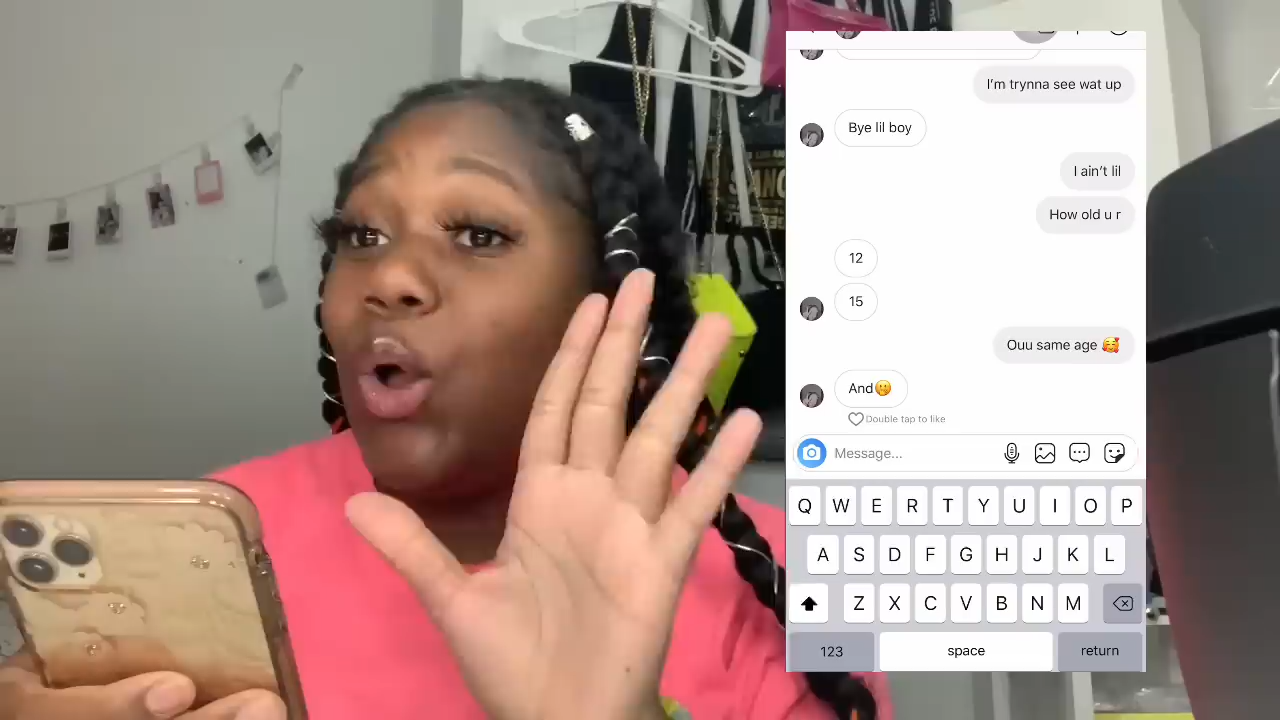 I'm trynna see wat up
Bye lil boy
I ain't lil
How old u r
12
15
Ouu same age 🥰
And🤭
Double tap to like
Message...
Q W E R T Y U I O P
A S D F G H J K L
Z X C V B N M
123 space return